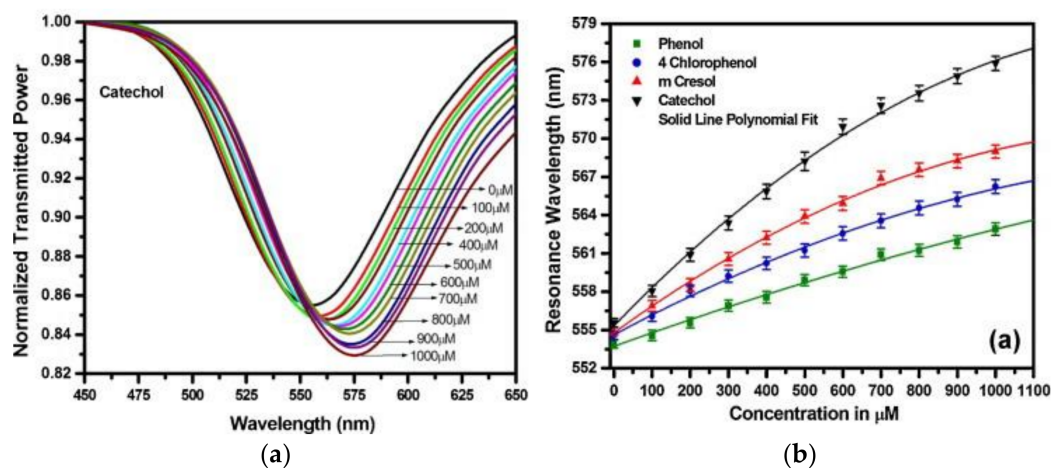 (a)
Normalized Transmitted Power
1.00
0.98
0.96
0.94
0.92
0.90
0.88
0.86
0.84
0.82
Catechol
0μM
100μM
200μM
400μM
500μM
600μM
700μM
800μM
900μM
1000μM
450 475 500 525 550 575 600 625 650
Wavelength (nm)
(a)
(b)
Resonance Wavelength (nm)
579
576
573
570
567
564
561
558
555
552
Phenol
4 Chlorophenol
m Cresol
Catechol
Solid Line Polynomial Fit
(a)
0 100 200 300 400 500 600 700 800 900 1000 1100
Concentration in μM
(b)